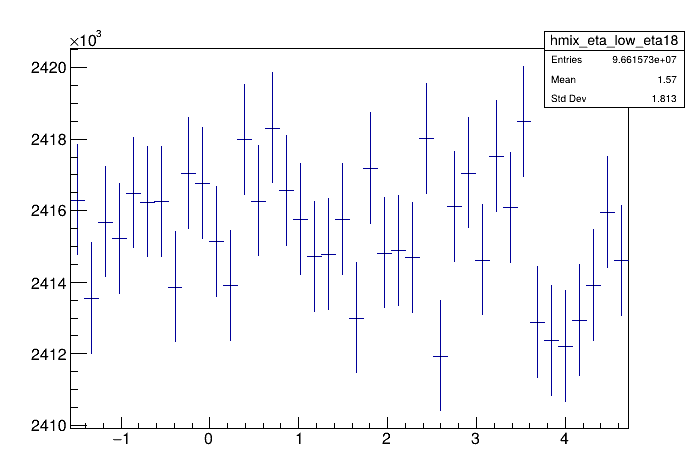 ×10³
hmix_eta_low_eta18
Entries 9.661573e+07
Mean 1.57
Std Dev 1.813
2420
2418
2416
2414
2412
2410
−1 0 1 2 3 4